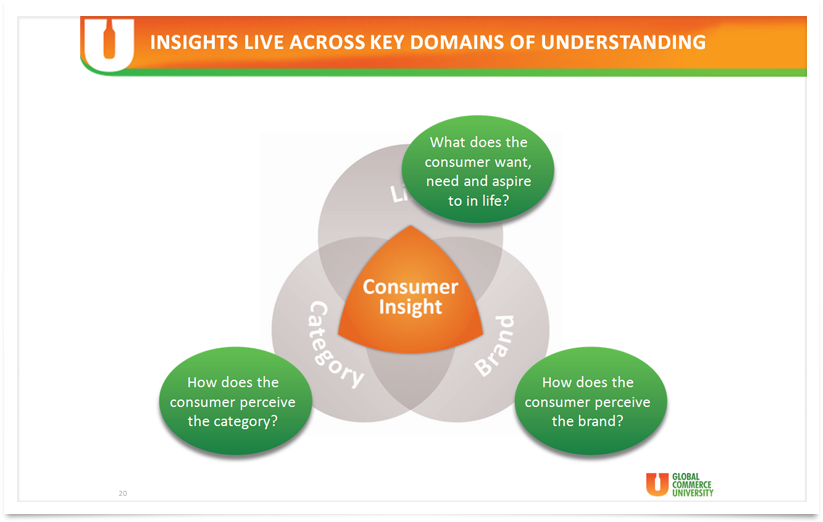 INSIGHTS LIVE ACROSS KEY DOMAINS OF UNDERSTANDING
What does the
consumer want,
need and aspire
to in life?
Consumer
Insight
Category
Brand
How does the
consumer perceive
the category?
How does the
consumer perceive
the brand?
20
GLOBAL
COMMERCE
UNIVERSITY